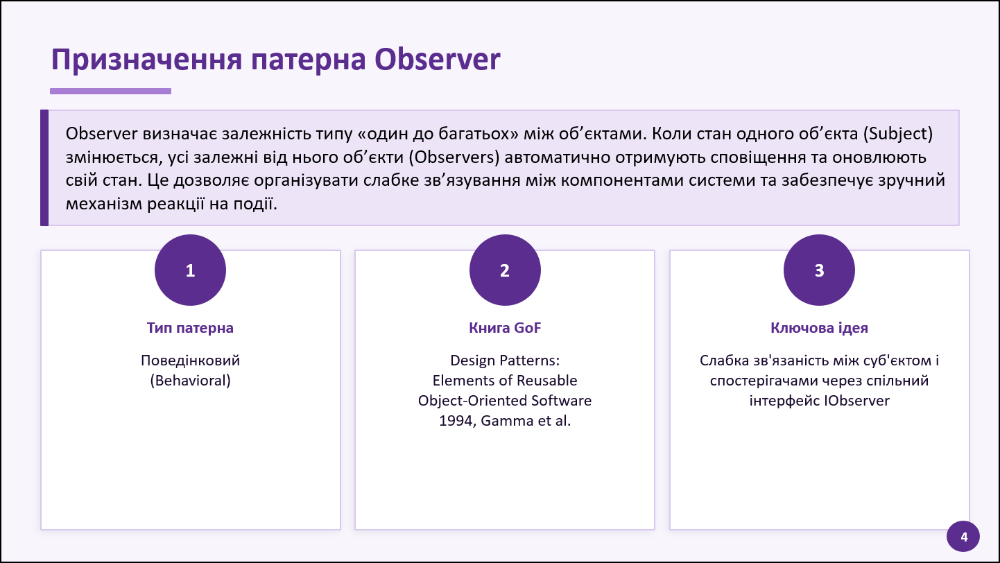 Призначення патерна Observer
Observer визначає залежність типу «один до багатьох» між об’єктами. Коли стан одного об’єкта (Subject)
змінюється, усі залежні від нього об’єкти (Observers) автоматично отримують сповіщення та оновлюють
свій стан. Це дозволяє організувати слабке зв’язування між компонентами системи та забезпечує зручний
механізм реакції на події.
1
Тип патерна
Поведінковий
(Behavioral)
2
Книга GoF
Design Patterns:
Elements of Reusable
Object-Oriented Software
1994, Gamma et al.
3
Ключова ідея
Слабка зв'язаність між суб'єктом і
спостерігачами через спільний
інтерфейс IObserver
4